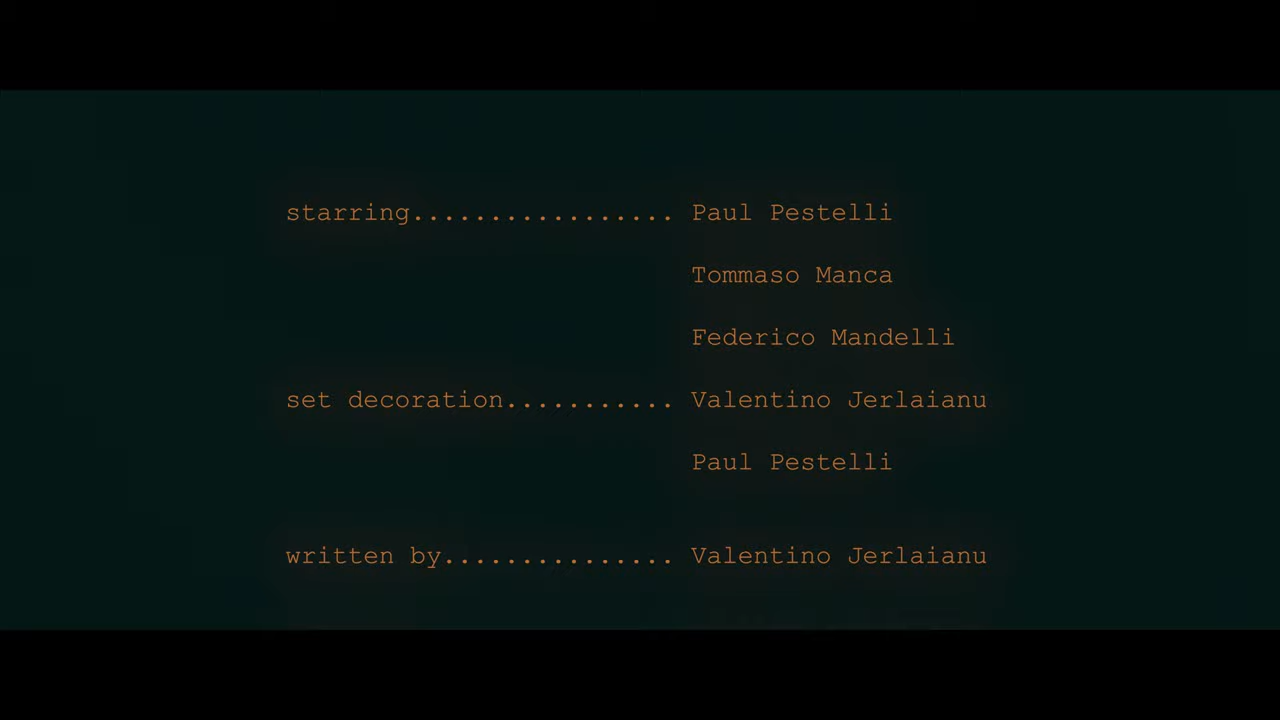 starring................. Paul Pestelli
Tommaso Manca
Federico Mandelli
set decoration........... Valentino Jerlaianu
Paul Pestelli
written by............... Valentino Jerlaianu